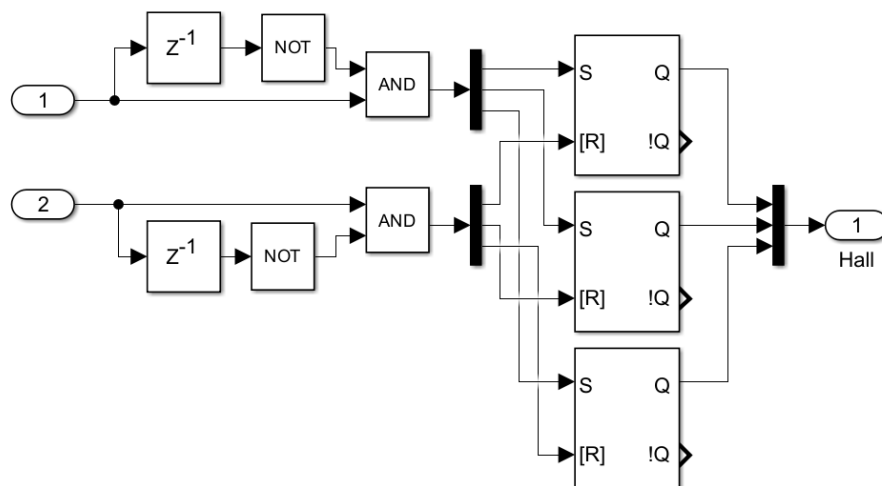 Z-1
NOT
AND
1
2
AND
Z-1
NOT
S
Q
[R]
!Q
S
Q
[R]
!Q
S
Q
[R]
!Q
1
Hall